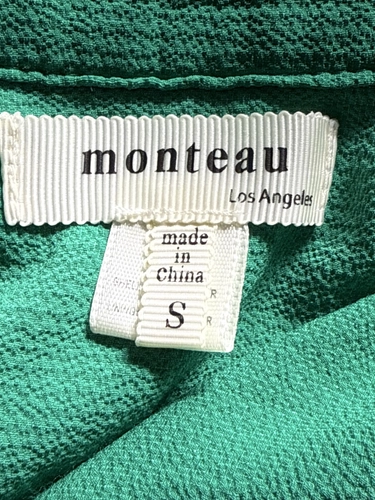 monteau
Los Angeles
made
in
china
S
R
R